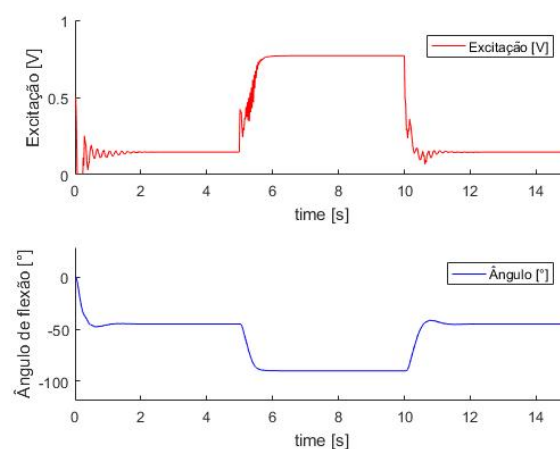 1
Excitação [V]
Excitação [V]
0.5
0
0 2 4 6 8 10 12 14
time [s]
Ângulo [°]
Ângulo de flexão [°]
0
-50
-100
0 2 4 6 8 10 12 14
time [s]